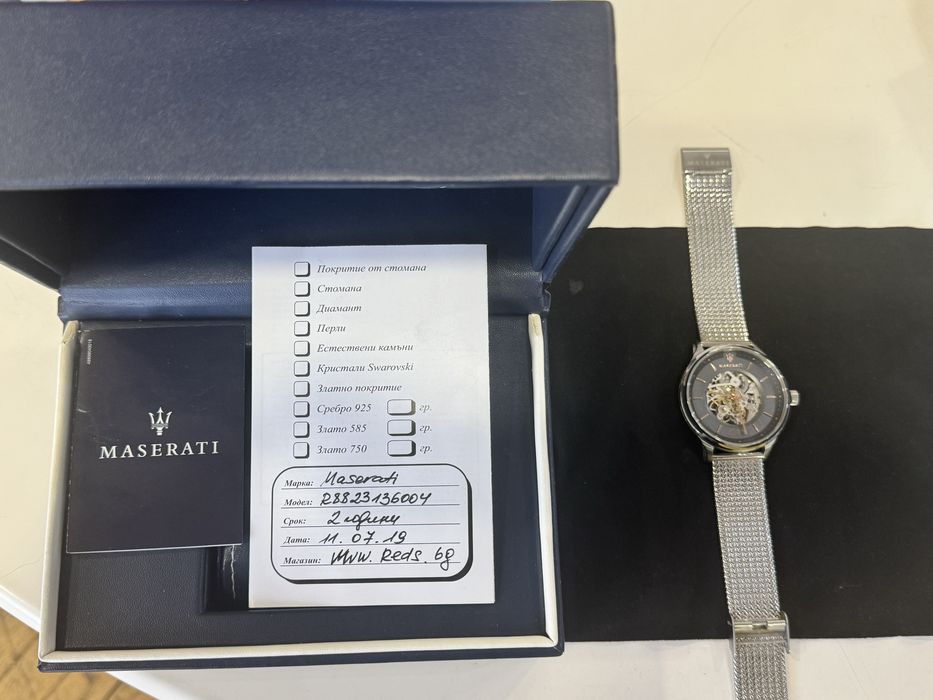 MASERATI
Покритие от стомана
Стомана
Диамант
Перли
Естествени камъни
Кристали Swarovski
Златно покритие
Сребро 925 гр.
Злато 585 гр.
Злато 750 гр.
Марка: Maserati
Модел: R8823136004
Срок: 2 години
Дата: 11.07.19
Магазин: www.Reds.bg
MASERATI
MASERATI